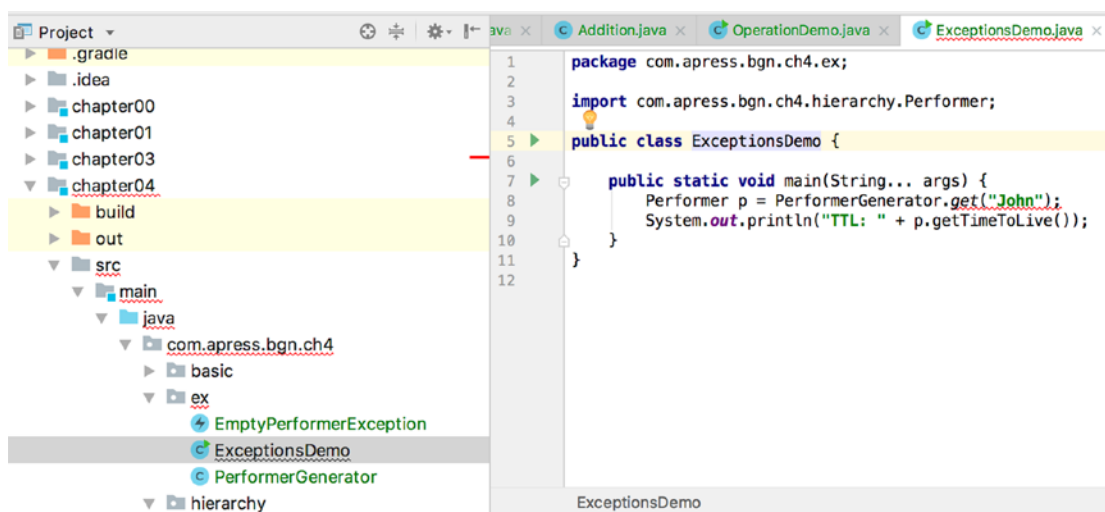 Project
.gradle
.idea
chapter00
chapter01
chapter03
chapter04
build
out
src
main
java
com.apress.bgn.ch4
basic
ex
EmptyPerformerException
ExceptionsDemo
PerformerGenerator
hierarchy
ava × Addition.java × OperationDemo.java × ExceptionsDemo.java ×
1 package com.apress.bgn.ch4.ex;
2
3 import com.apress.bgn.ch4.hierarchy.Performer;
4
5 public class ExceptionsDemo {
6
7 public static void main(String... args) {
8 Performer p = PerformerGenerator.get("John");
9 System.out.println("TTL: " + p.getTimeToLive());
10 }
11 }
12
ExceptionsDemo